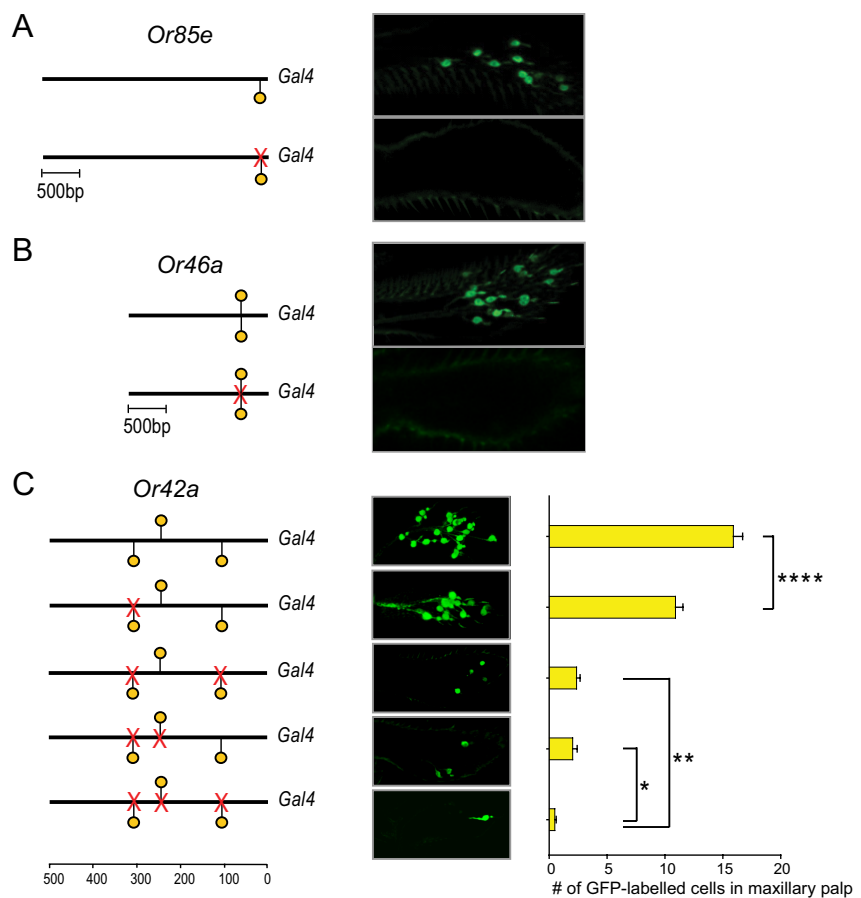 A
Or85e
Gal4
Gal4
500bp
B
Or46a
Gal4
Gal4
500bp
C
Or42a
Gal4
Gal4
Gal4
Gal4
Gal4
500 400 300 200 100 0
****
**
*
0 5 10 15 20
# of GFP-labelled cells in maxillary palp